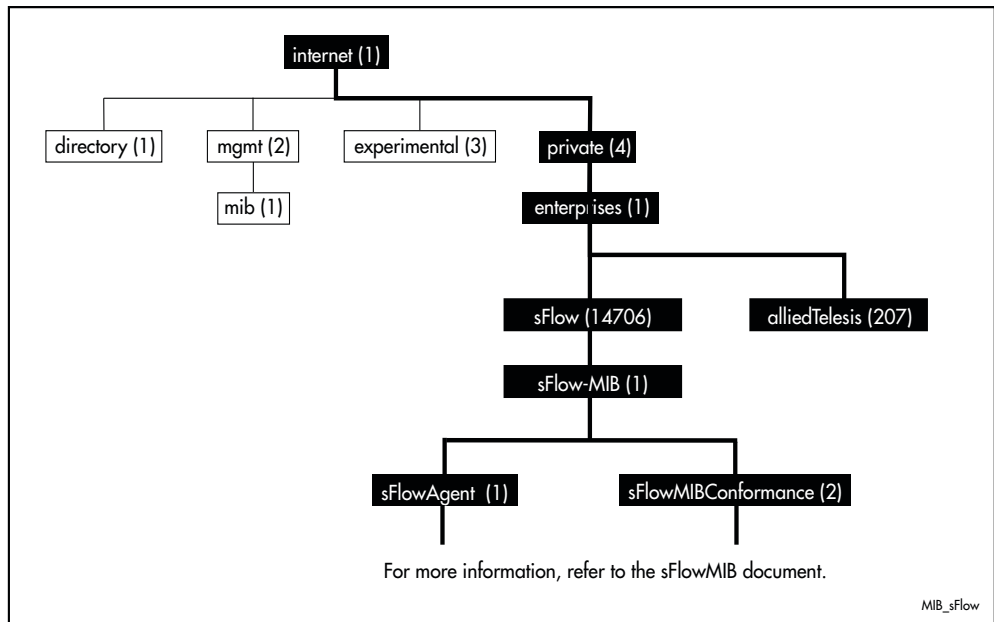 internet (1)
directory (1)
mgmt (2)
experimental (3)
private (4)
mib (1)
enterprises (1)
sFlow (14706)
alliedTelesis (207)
sFlow-MIB (1)
sFlowAgent (1)
sFlowMIBConformance (2)
For more information, refer to the sFlowMIB document.
MIB_sFlow